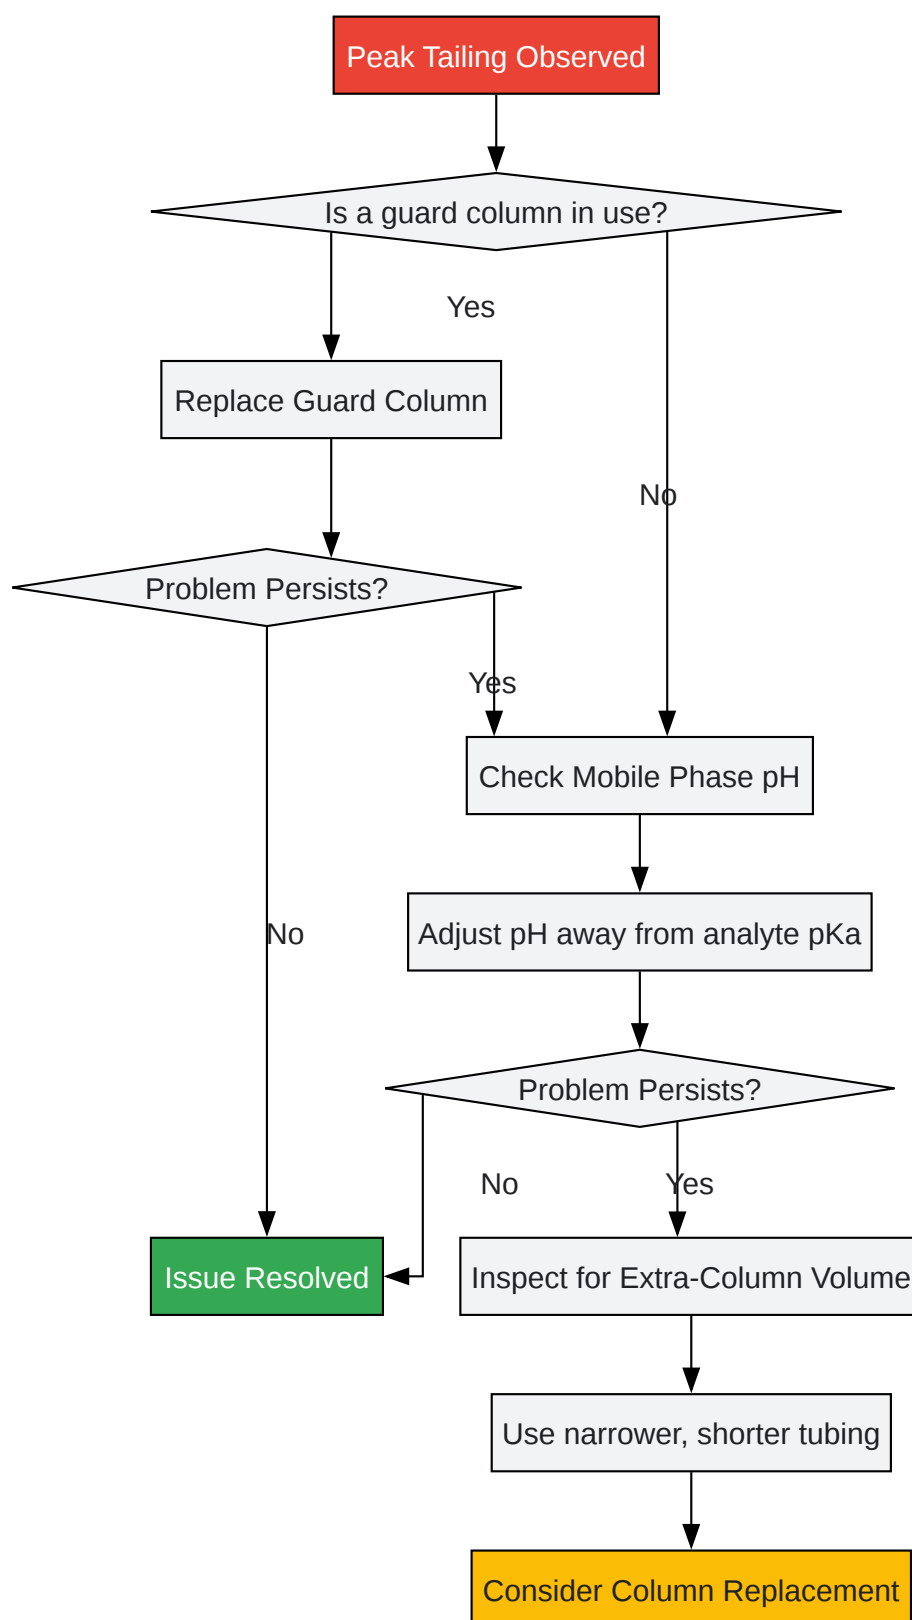 Peak Tailing Observed
Is a guard column in use?
Yes
Replace Guard Column
No
Problem Persists?
Yes
Check Mobile Phase pH
No
Adjust pH away from analyte pKa
Problem Persists?
No
Yes
Issue Resolved
Inspect for Extra-Column Volume
Use narrower, shorter tubing
Consider Column Replacement